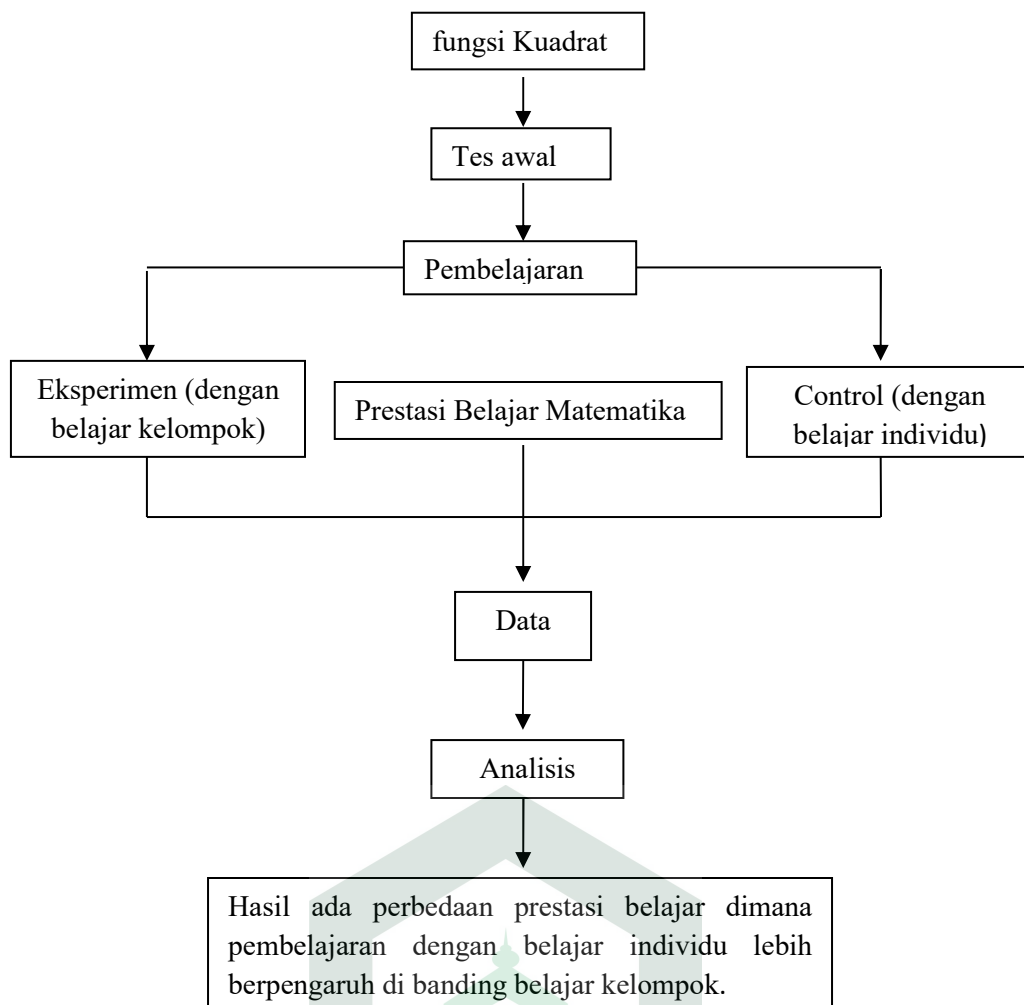 fungsi Kuadrat
Tes awal
Pembelajaran
Eksperimen (dengan
belajar kelompok)
Prestasi Belajar Matematika
Control (dengan
belajar individu)
Data
Analisis
Hasil ada perbedaan prestasi belajar dimana
pembelajaran dengan belajar individu lebih
berpengaruh di banding belajar kelompok.